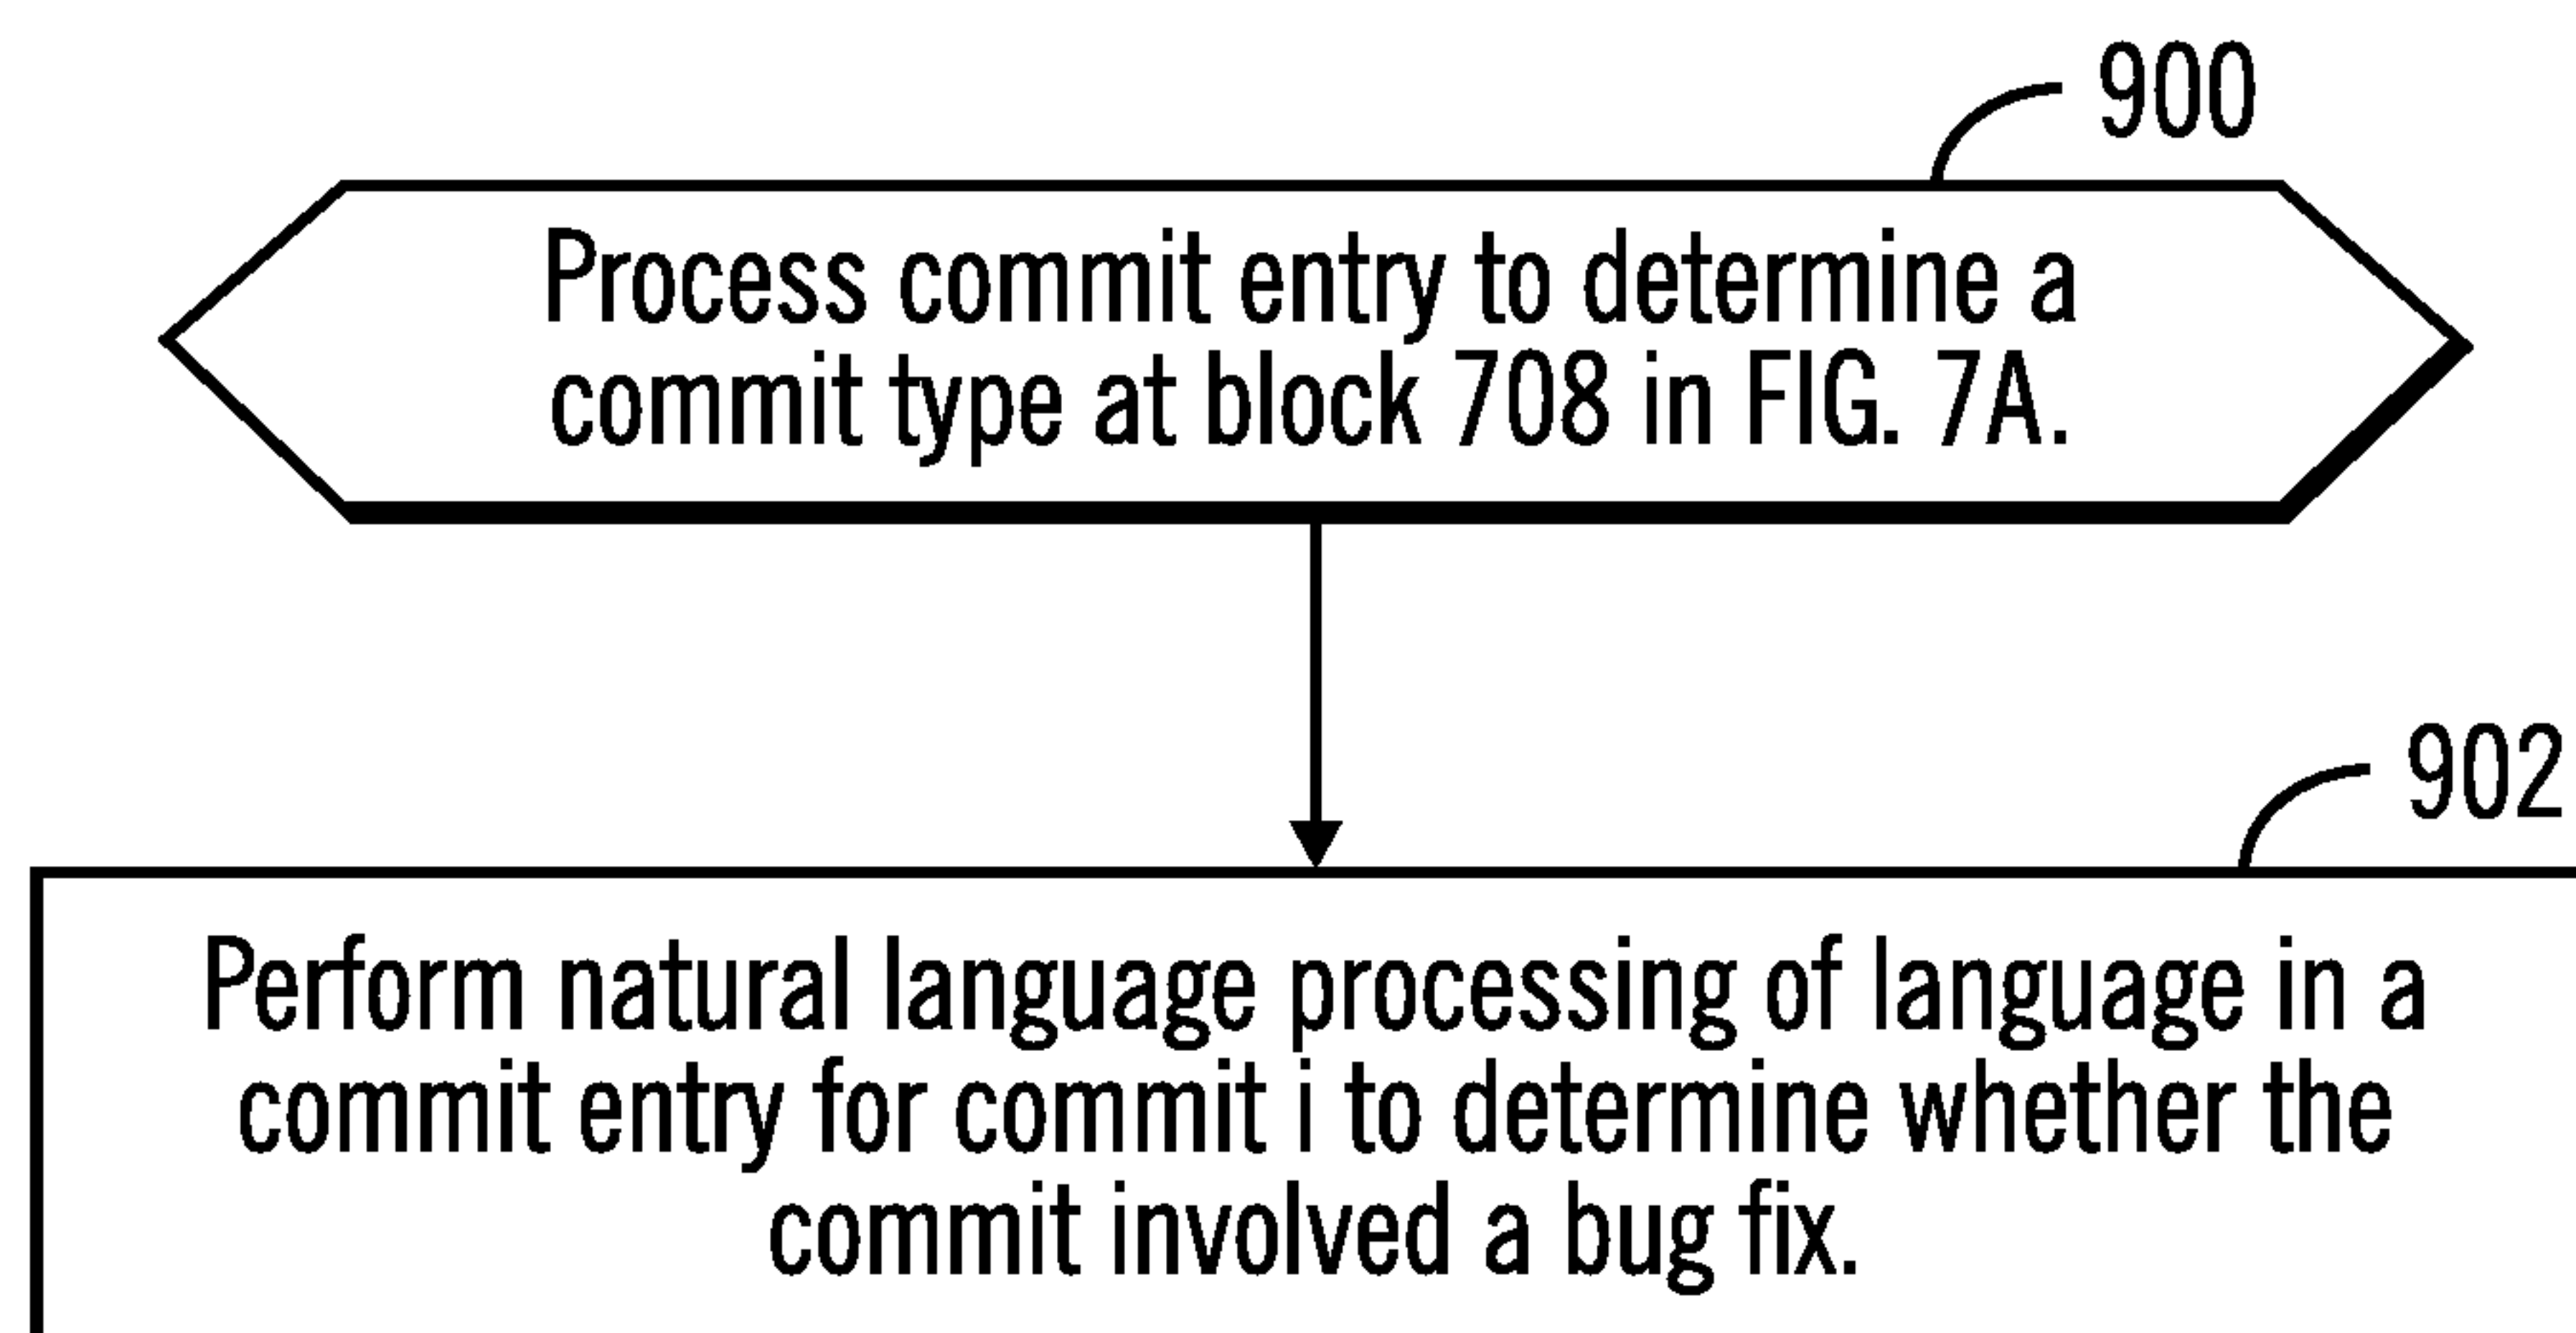 900
Process commit entry to determine a
commit type at block 708 in FIG. 7A.
902
Perform natural language processing of language in a
commit entry for commit i to determine whether the
commit involved a bug fix.